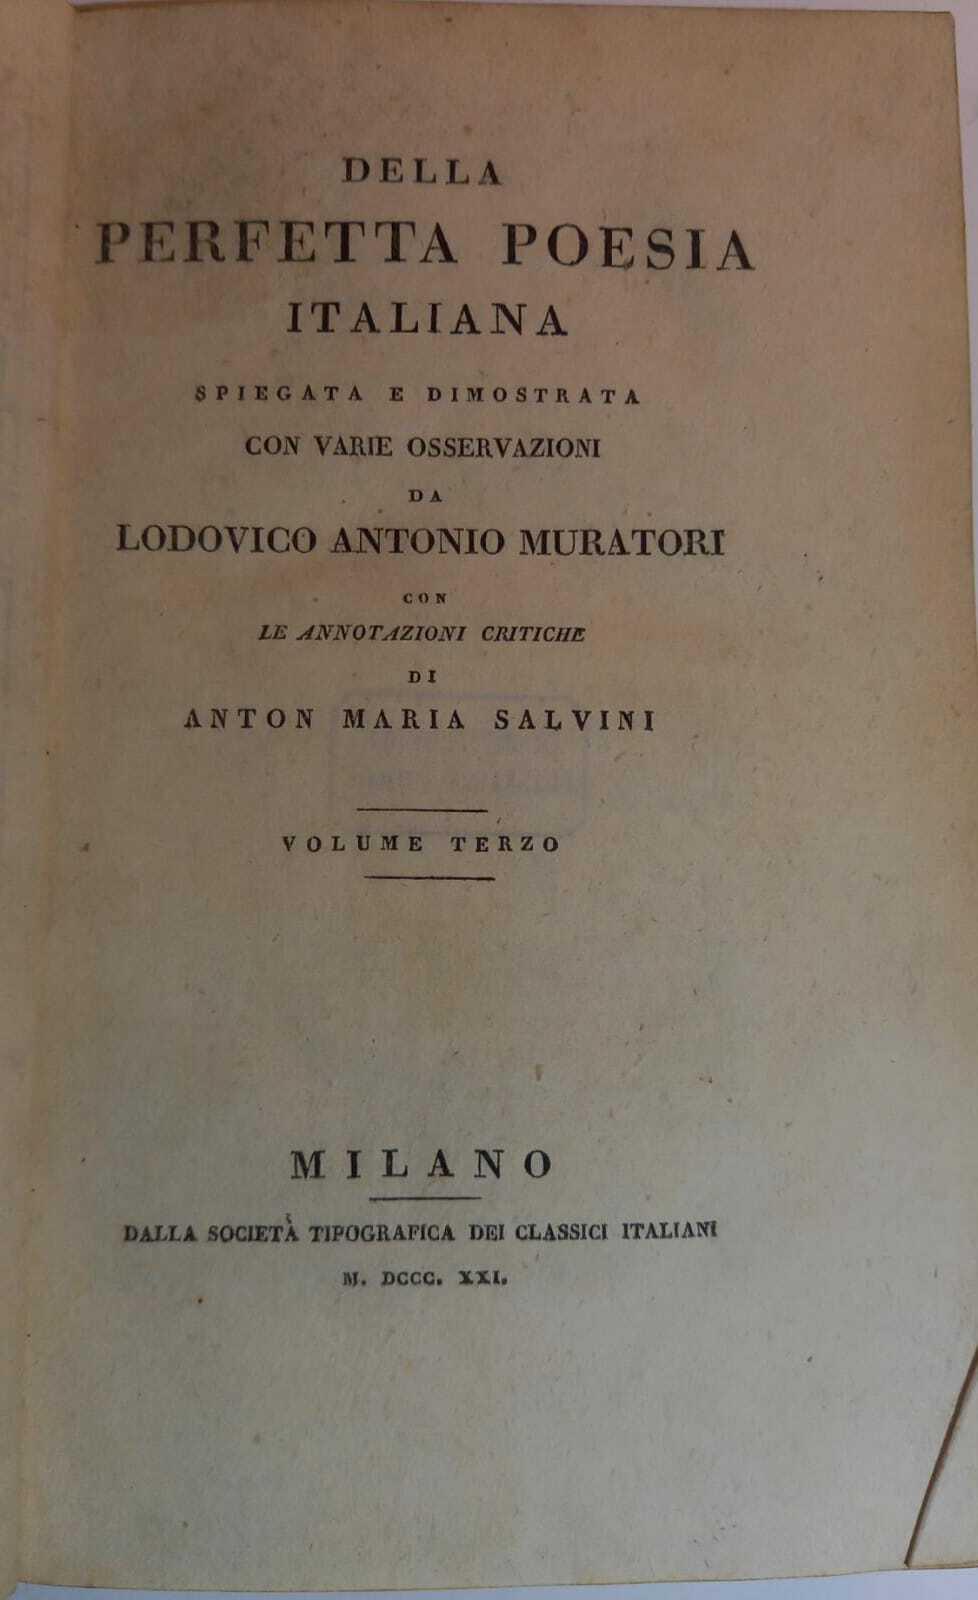 DELLA
PERFETTA POESIA
ITALIANA
SPIEGATA E DIMOSTRATA
CON VARIE OSSERVAZIONI
DA
LODOVICO ANTONIO MURATORI
CON
LE ANNOTAZIONI CRITICHE
DI
ANTON MARIA SALVINI
VOLUME TERZO
MILANO
DALLA SOCIETÀ TIPOGRAFICA DEI CLASSICI ITALIANI
M. DCCC. XXI.